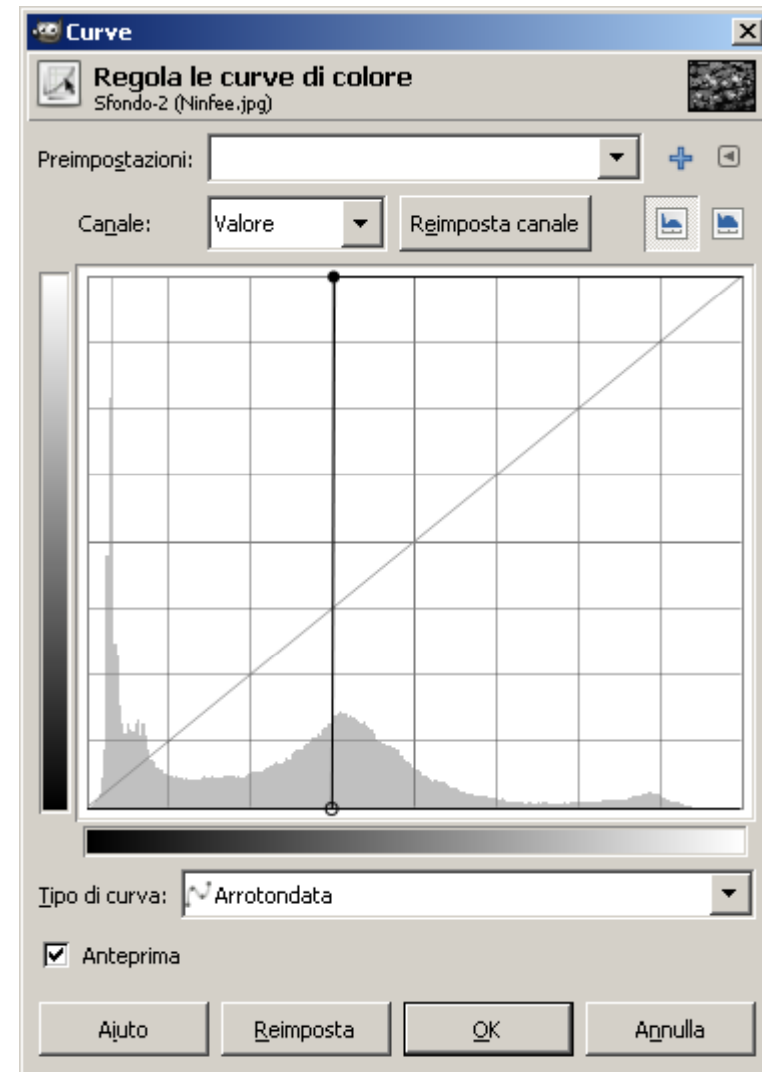 Curve
Regola le curve di colore
Sfondo-2 (Ninfee.jpg)
Preimpostazioni:
Canale: Valore Reimposta canale
Tipo di curva: Arrotondata
Anteprima
Aiuto Reimposta OK Annulla